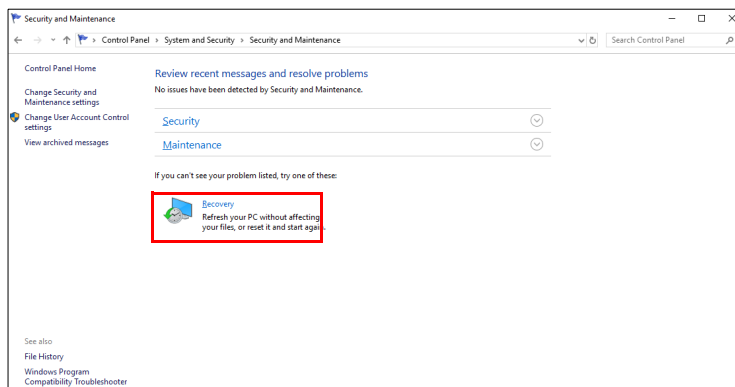 Security and Maintenance
Control Panel > System and Security > Security and Maintenance
Search Control Panel
Control Panel Home
Change Security and
Maintenance settings
Change User Account Control
settings
View archived messages
Review recent messages and resolve problems
No issues have been detected by Security and Maintenance.
Security
Maintenance
If you can't see your problem listed, try one of these:
Recovery
Refresh your PC without affecting
your files, or reset it and start again.
See also
File History
Windows Program
Compatibility Troubleshooter